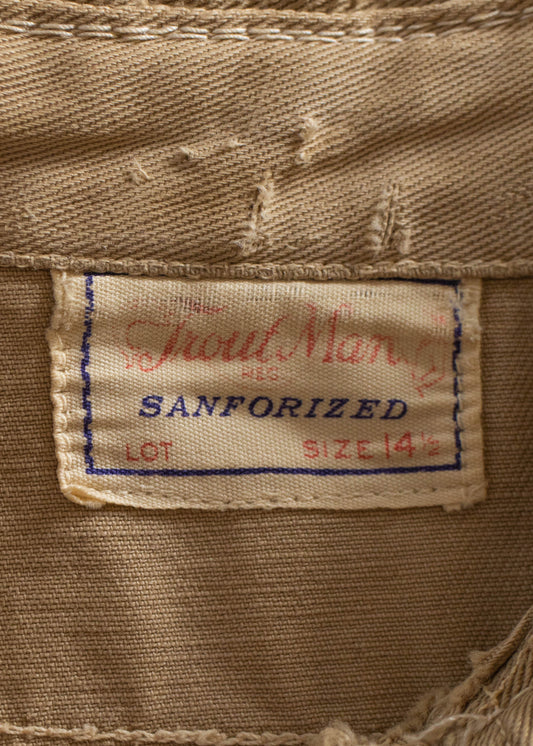 Trout Man
REG
SANFORIZED
LOT SIZE 14½